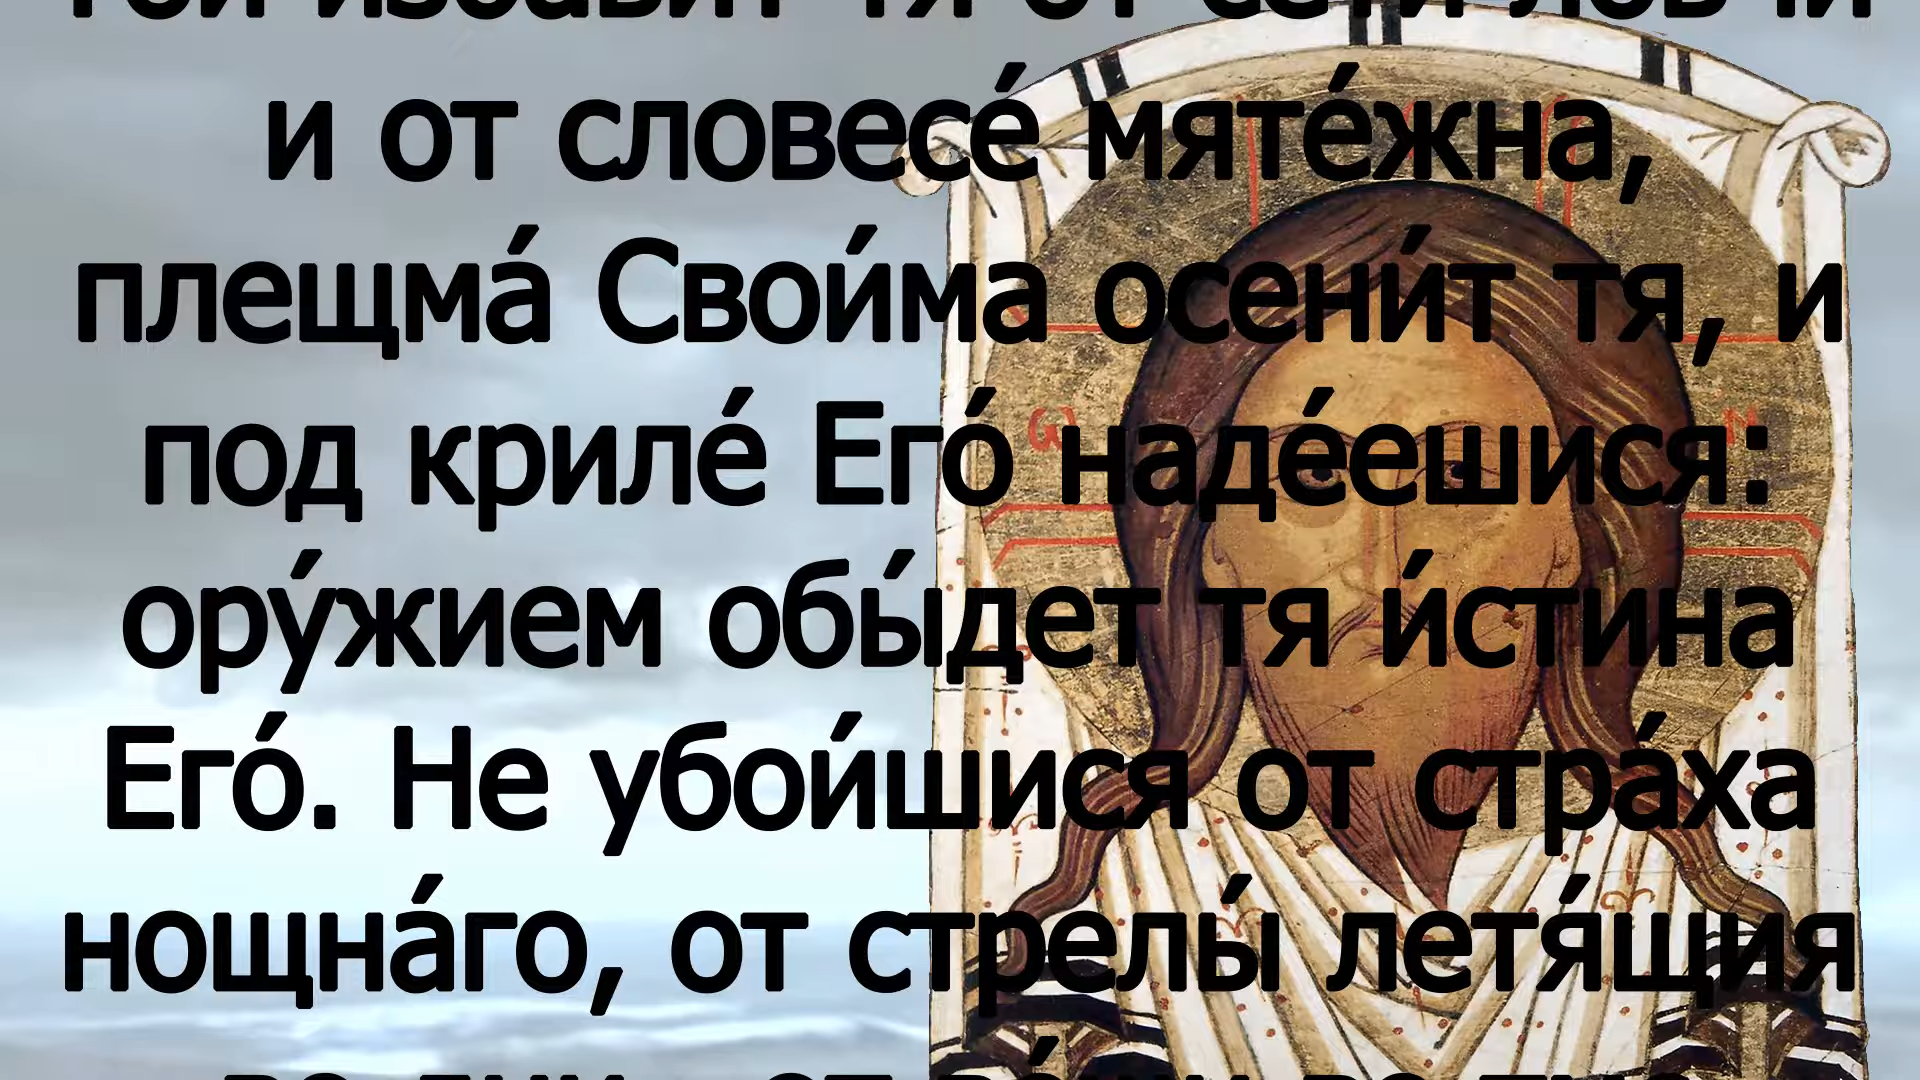 и от словесе́ мяте́жна,
плещма́ Свои́ма осени́т тя, и
под криле́ Его́ наде́ешися:
ору́жием обы́дет тя и́стина
Его́. Не убои́шися от стра́ха
нощна́го, от стрелы́ летя́щия